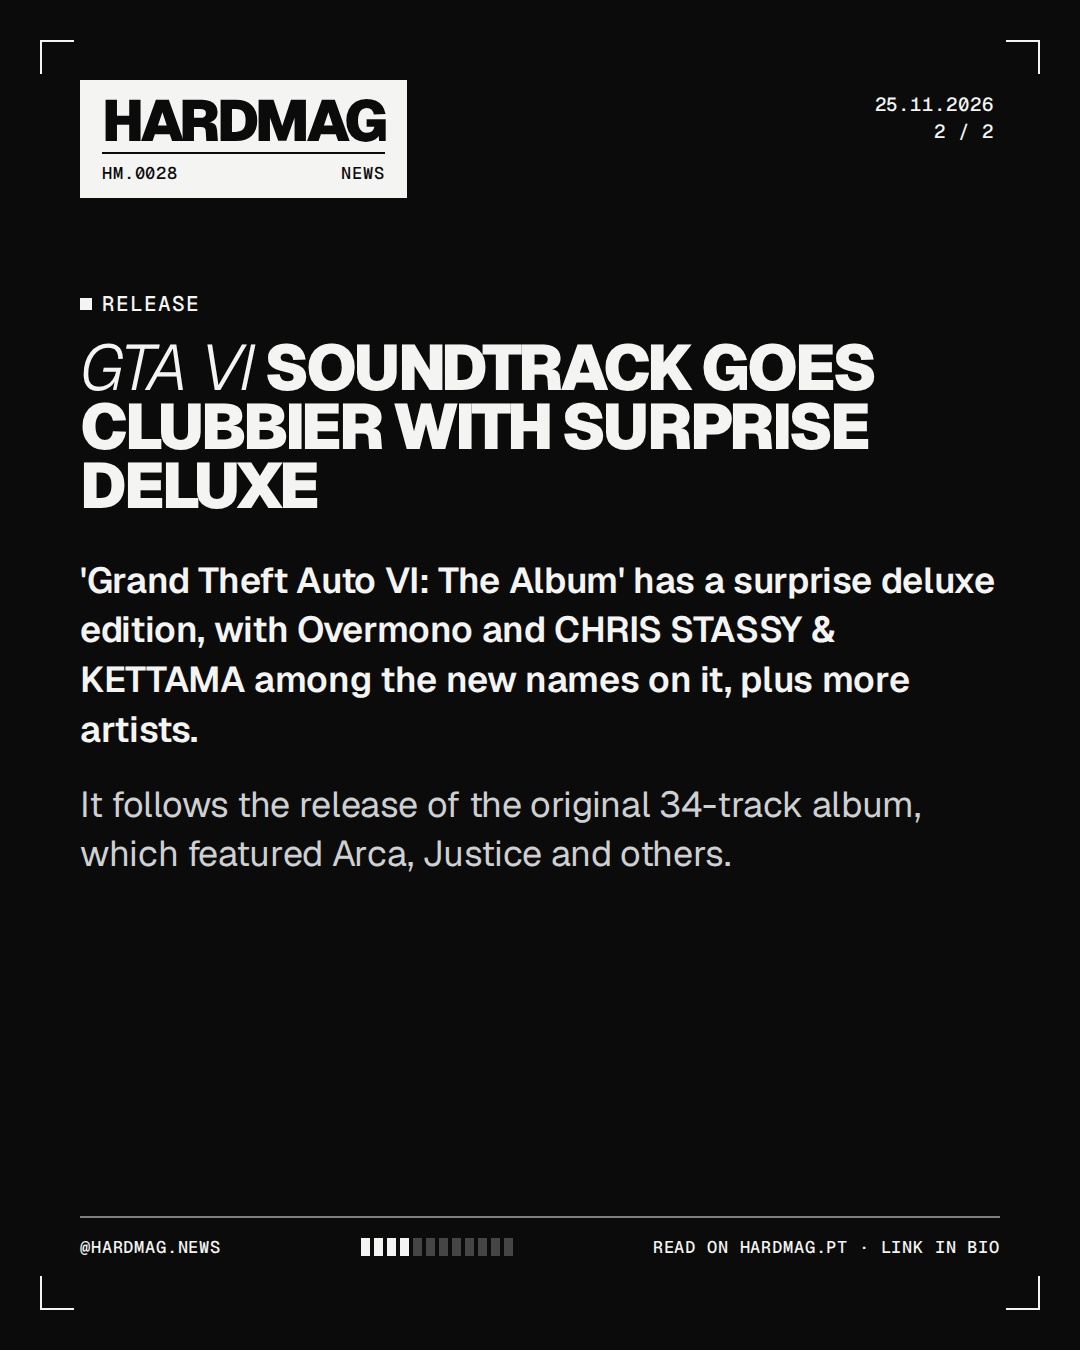 HARDMAG
HM.0028 NEWS
25.11.2026
2 / 2
RELEASE
GTA VI SOUNDTRACK GOES
CLUBBIER WITH SURPRISE
DELUXE
'Grand Theft Auto VI: The Album' has a surprise deluxe
edition, with Overmono and CHRIS STASSY &
KETTAMA among the new names on it, plus more
artists.
It follows the release of the original 34-track album,
which featured Arca, Justice and others.
@HARDMAG.NEWS
READ ON HARDMAG.PT · LINK IN BIO